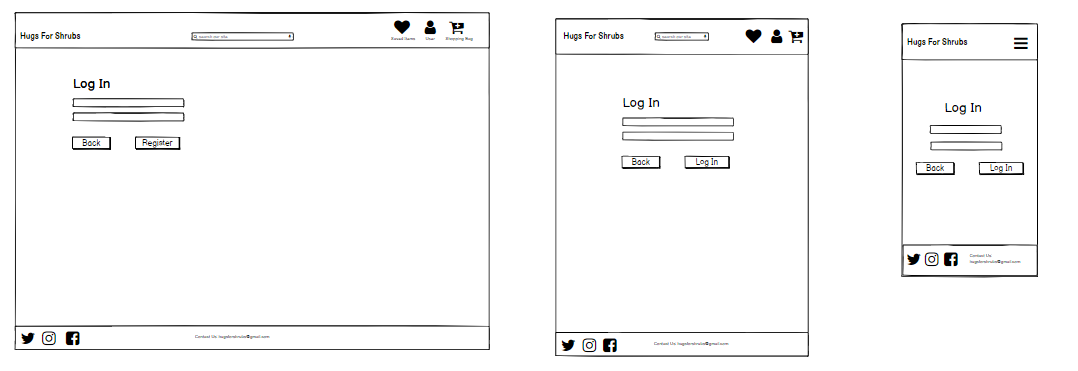 Hugs For Shrubs
search our site
Saved Items
User
Shopping Bag
Log In
Back
Register
Contact Us: hugsforshrubs@gmail.com
Hugs For Shrubs
search our site
Log In
Back
Log In
Contact Us: hugsforshrubs@gmail.com
Hugs For Shrubs
Log In
Back
Log In
Contact Us:
hugsforshrubs@gmail.com